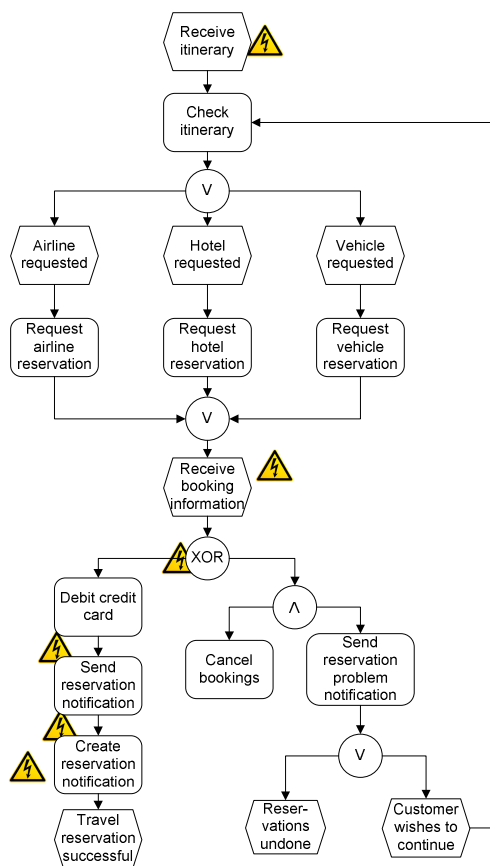 Receive
itinerary
Check
itinerary
V
Airline
requested
Hotel
requested
Vehicle
requested
Request
airline
reservation
Request
hotel
reservation
Request
vehicle
reservation
V
Receive
booking
information
XOR
Debit credit
card
Λ
Send
reservation
notification
Cancel
bookings
Send
reservation
problem
notification
Create
reservation
notification
V
Travel
reservation
successful
Reser-
vations
undone
Customer
wishes to
continue